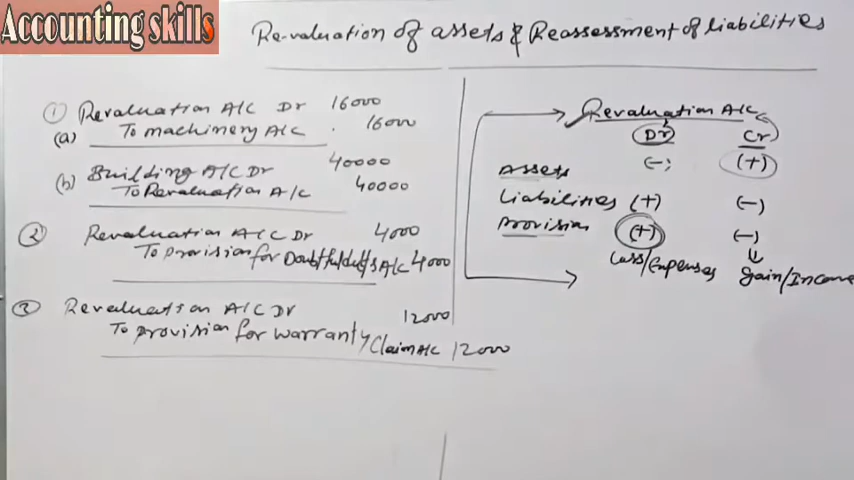 Accounting skills
Re-valuation of assets & Reassessment of liabilities
① Revaluation A/C Dr 16000
(a) To machinery A/C 16000
(b) Building A/C Dr 40000
To Revaluation A/C 40000
② Revaluation A/C Dr 4000
To provision for Doubtful debts A/C 4000
③ Revaluation A/C Dr 12000
To provision for warranty Claim A/C 12000
Revaluation A/C
Dr Cr
Assets (-) (+)
Liabilities (+) (-)
Provision (+) (-)
Loss/Expenses Gain/Income